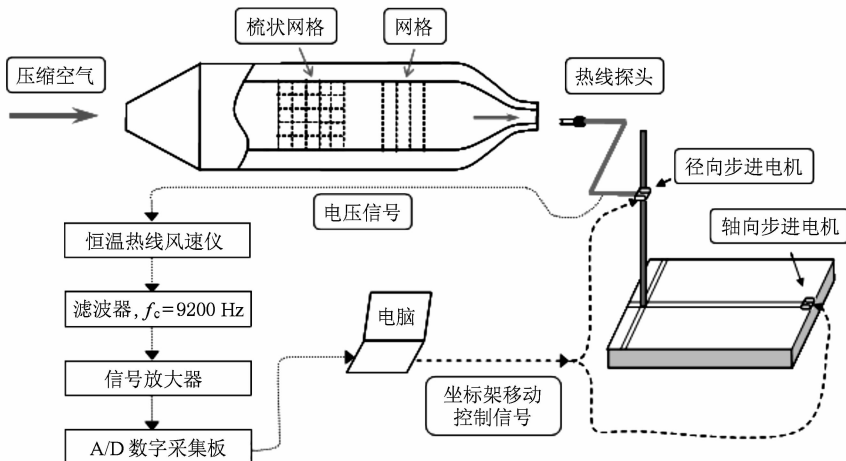 梳状网格
网格
压缩空气
热线探头
径向步进电机
电压信号
轴向步进电机
恒温热线风速仪
滤波器, fc=9200 Hz
电脑
信号放大器
坐标架移动
控制信号
A/D 数字采集板